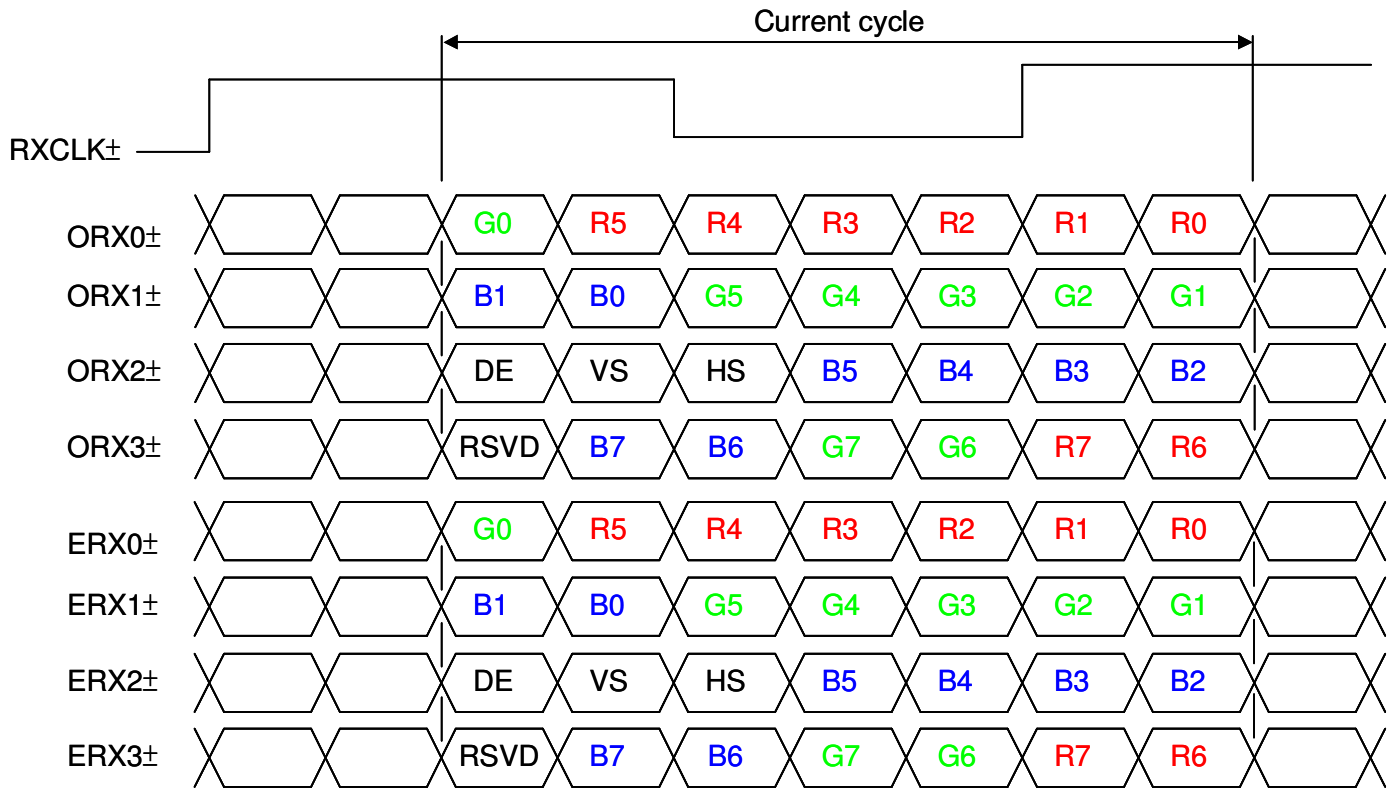 Current cycle
RXCLK±
ORX0± G0 R5 R4 R3 R2 R1 R0
ORX1± B1 B0 G5 G4 G3 G2 G1
ORX2± DE VS HS B5 B4 B3 B2
ORX3± RSVD B7 B6 G7 G6 R7 R6
ERX0± G0 R5 R4 R3 R2 R1 R0
ERX1± B1 B0 G5 G4 G3 G2 G1
ERX2± DE VS HS B5 B4 B3 B2
ERX3± RSVD B7 B6 G7 G6 R7 R6